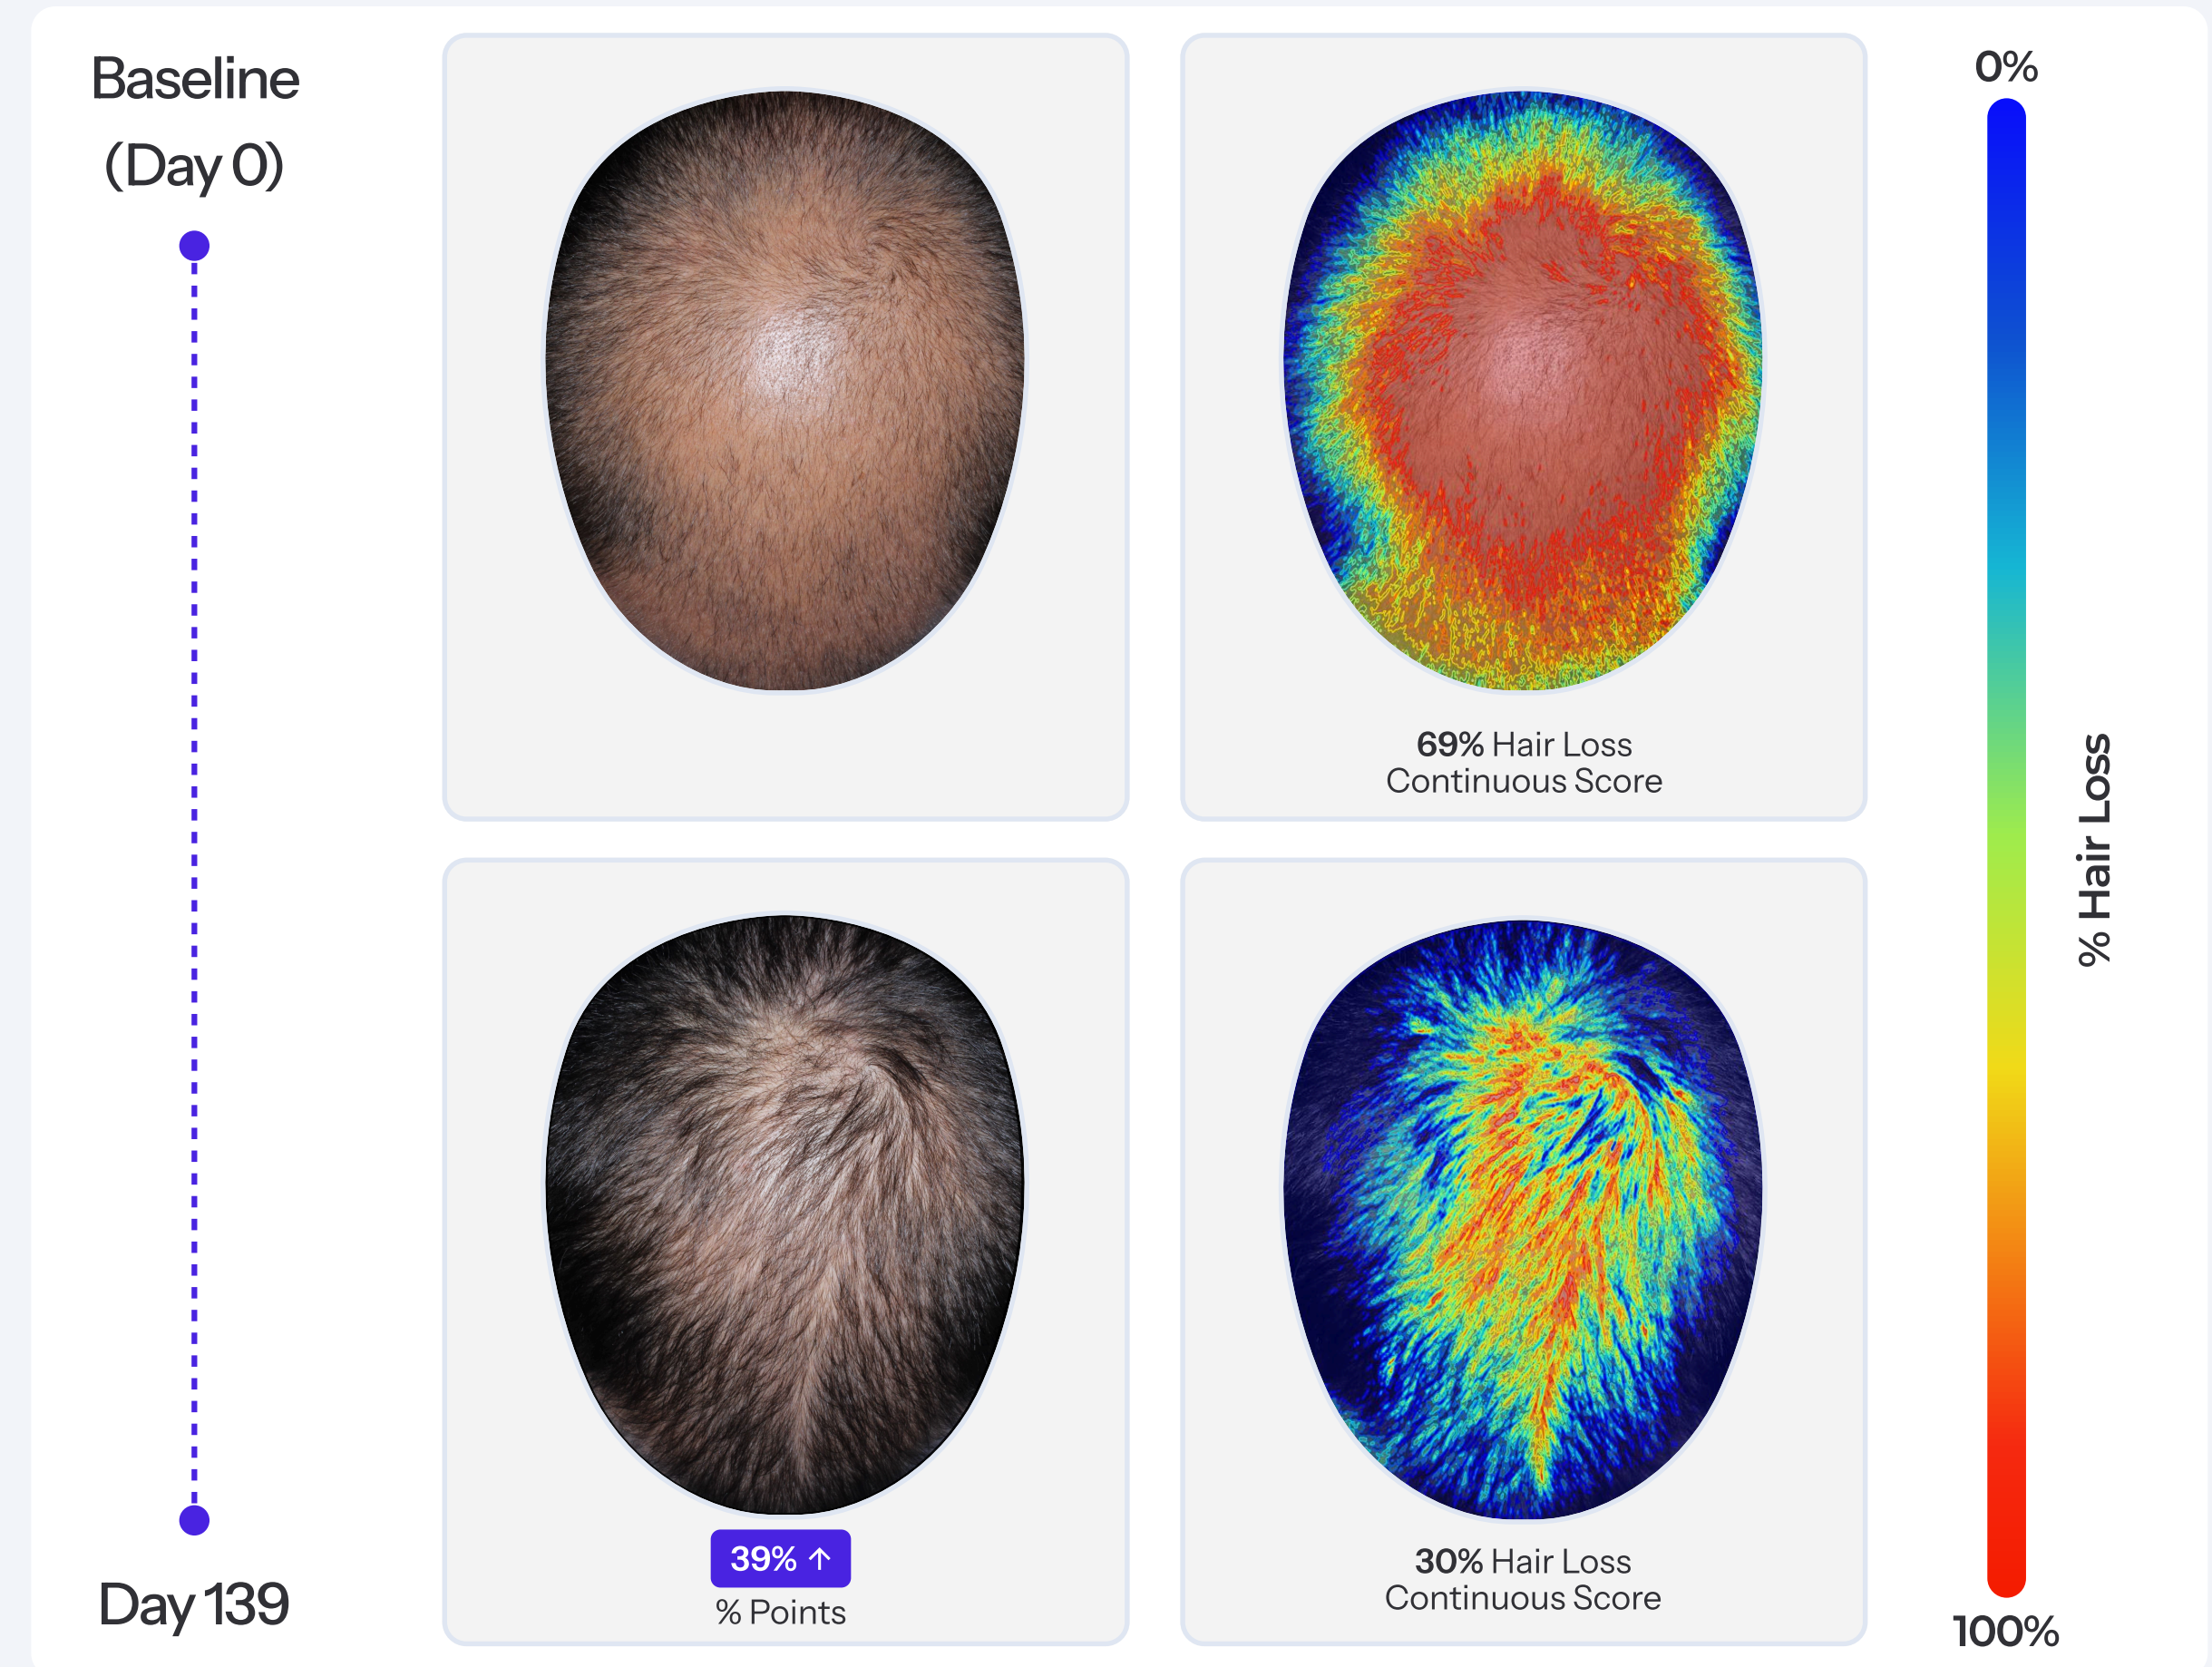 Baseline
(Day 0)
0%
69% Hair Loss
Continuous Score
% Hair Loss
39% ↑
% Points
30% Hair Loss
Continuous Score
Day 139
100%